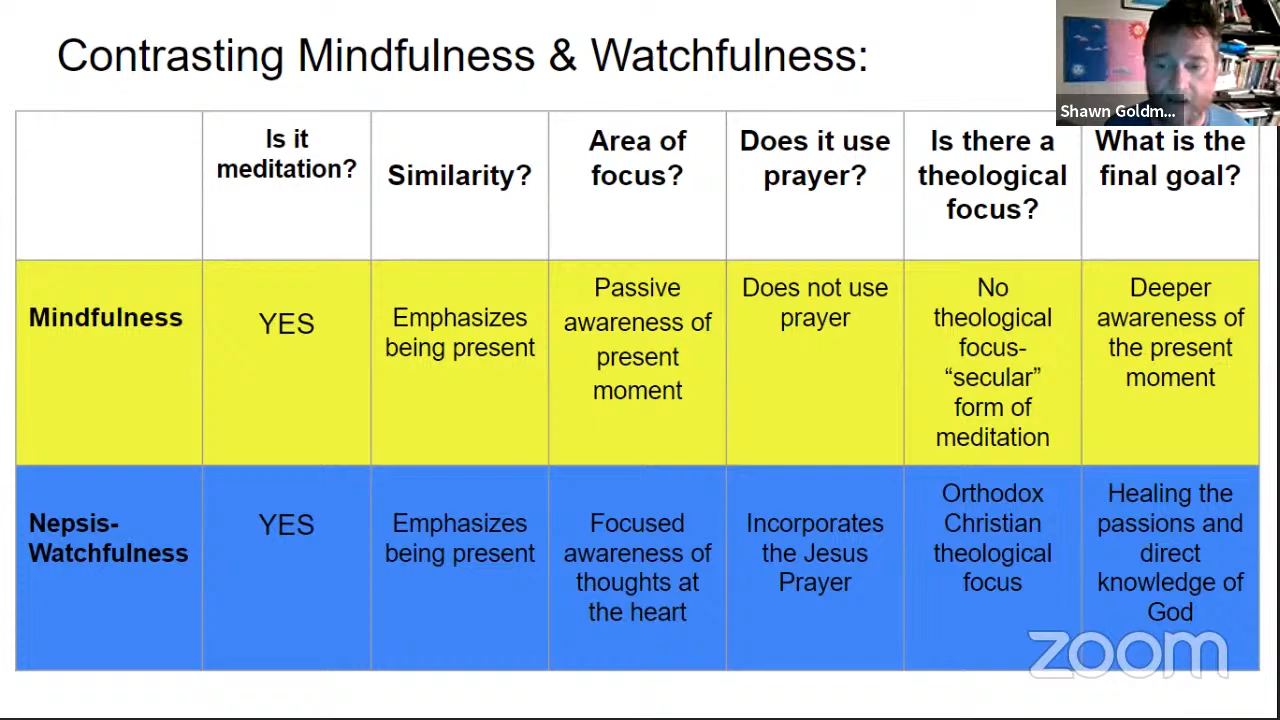 Contrasting Mindfulness & Watchfulness:
Shawn Goldm...
Is it
meditation?
Similarity?
Area of
focus?
Does it use
prayer?
Is there a
theological
focus?
What is the
final goal?
Mindfulness
YES
Emphasizes
being present
Passive
awareness of
present
moment
Does not use
prayer
No
theological
focus-
“secular”
form of
meditation
Deeper
awareness of
the present
moment
Nepsis-
Watchfulness
YES
Emphasizes
being present
Focused
awareness of
thoughts at
the heart
Incorporates
the Jesus
Prayer
Orthodox
Christian
theological
focus
Healing the
passions and
direct
knowledge of
God
zoom